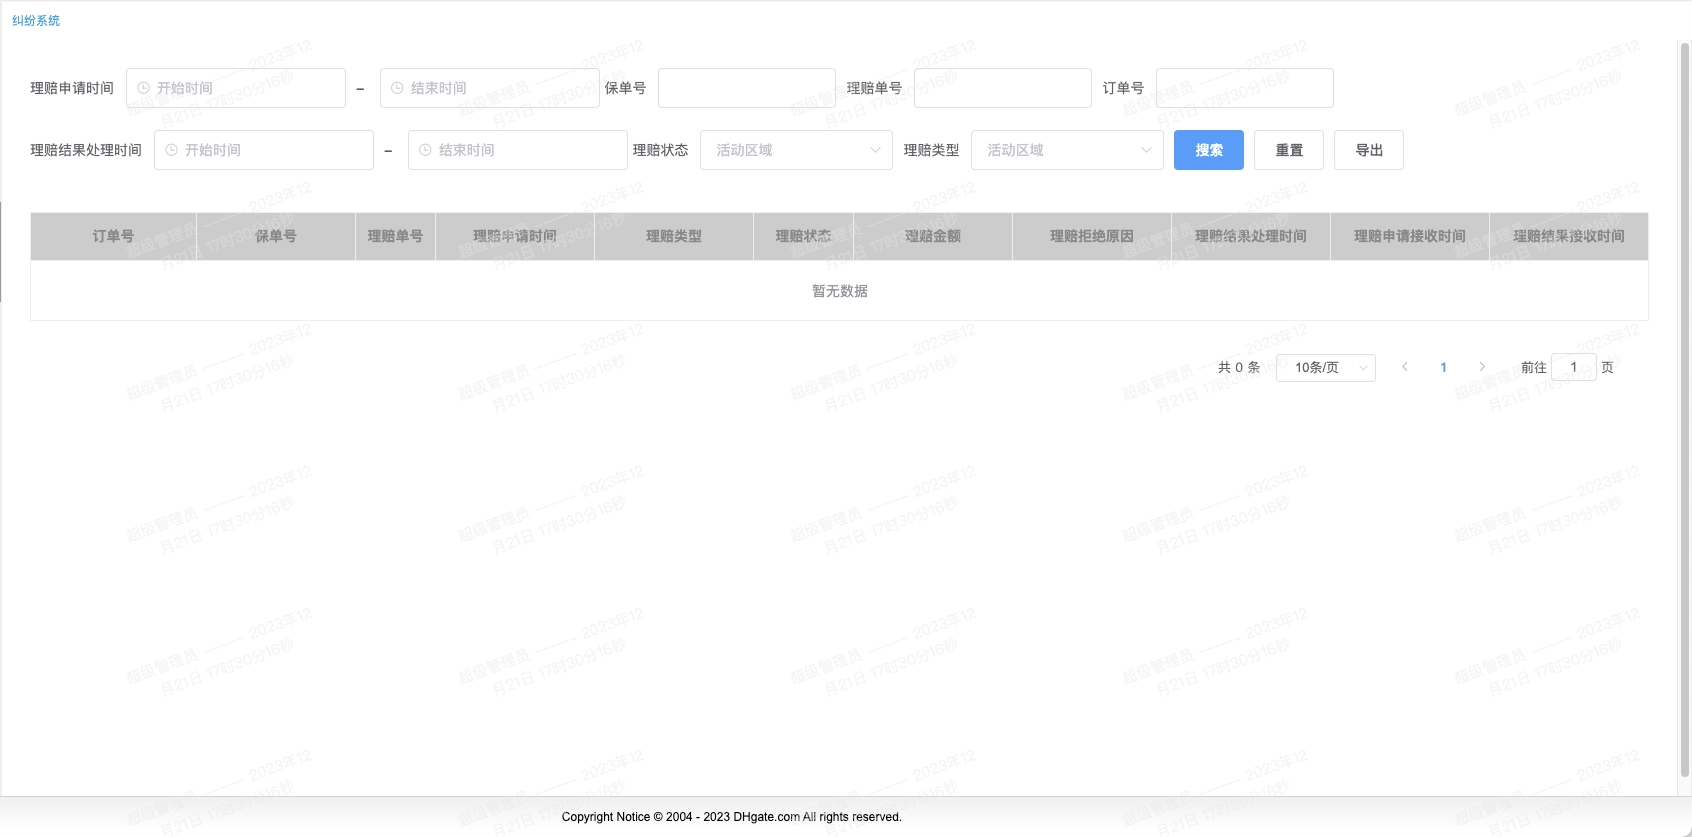 纠纷系统
理赔申请时间 开始时间 – 结束时间 保单号 理赔单号 订单号
理赔结果处理时间 开始时间 – 结束时间 理赔状态 活动区域 理赔类型 活动区域 搜索 重置 导出
订单号 保单号 理赔单号 理赔申请时间 理赔类型 理赔状态 理赔金额 理赔拒绝原因 理赔结果处理时间 理赔申请接收时间 理赔结果接收时间
暂无数据
共 0 条 10条/页 1 前往 1 页
超级管理员 ——— 2023年12
月21日 17时30分16秒
Copyright Notice © 2004 - 2023 DHgate.com All rights reserved.